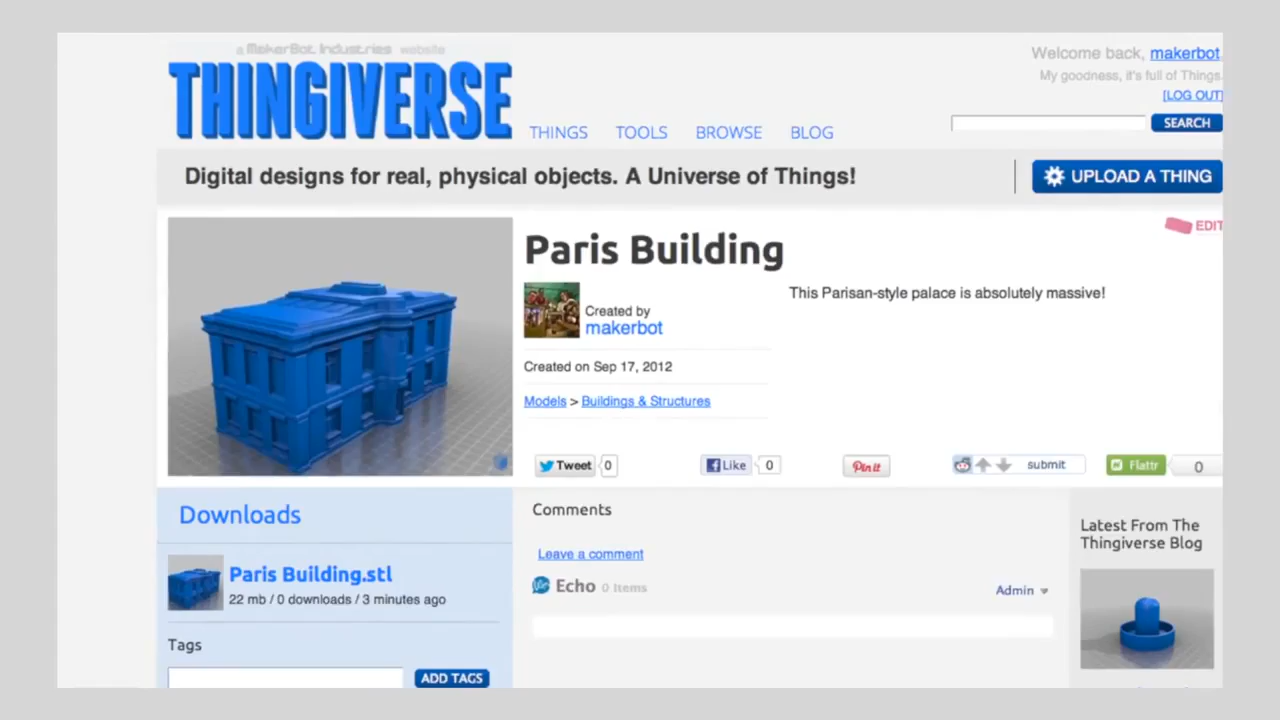 a MakerBot Industries website
THINGIVERSE
THINGS TOOLS BROWSE BLOG
Welcome back, makerbot
My goodness, it's full of Things.
[LOG OUT]
SEARCH
Digital designs for real, physical objects. A Universe of Things!
UPLOAD A THING
EDIT
Paris Building
Created by
makerbot
This Parisan-style palace is absolutely massive!
Created on Sep 17, 2012
Models > Buildings & Structures
Tweet 0 Like 0 Pin it submit Flattr 0
Downloads
Paris Building.stl
22 mb / 0 downloads / 3 minutes ago
Tags
ADD TAGS
Comments
Leave a comment
Echo 0 Items
Admin
Latest From The
Thingiverse Blog